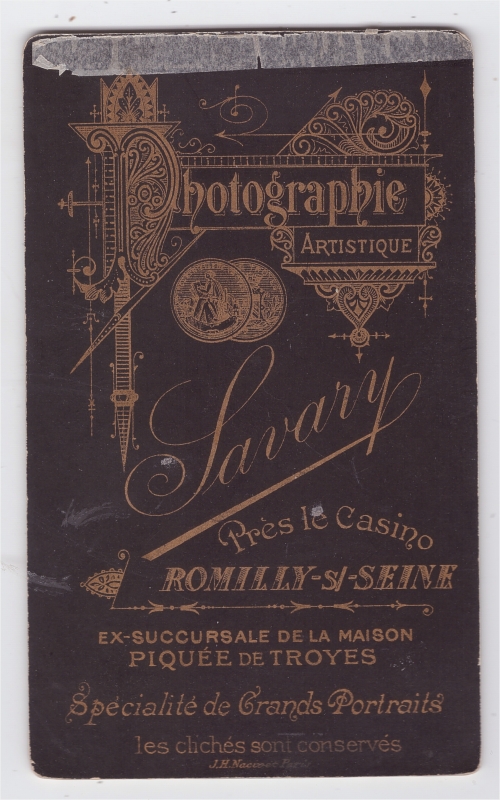 Photographie
ARTISTIQUE
Savary
Près le Casino
ROMILLY-s/-SEINE
EX-SUCCURSALE DE LA MAISON
PIQUÉE DE TROYES
Spécialité de Grands Portraits
les clichés sont conservés
J.H. Paris